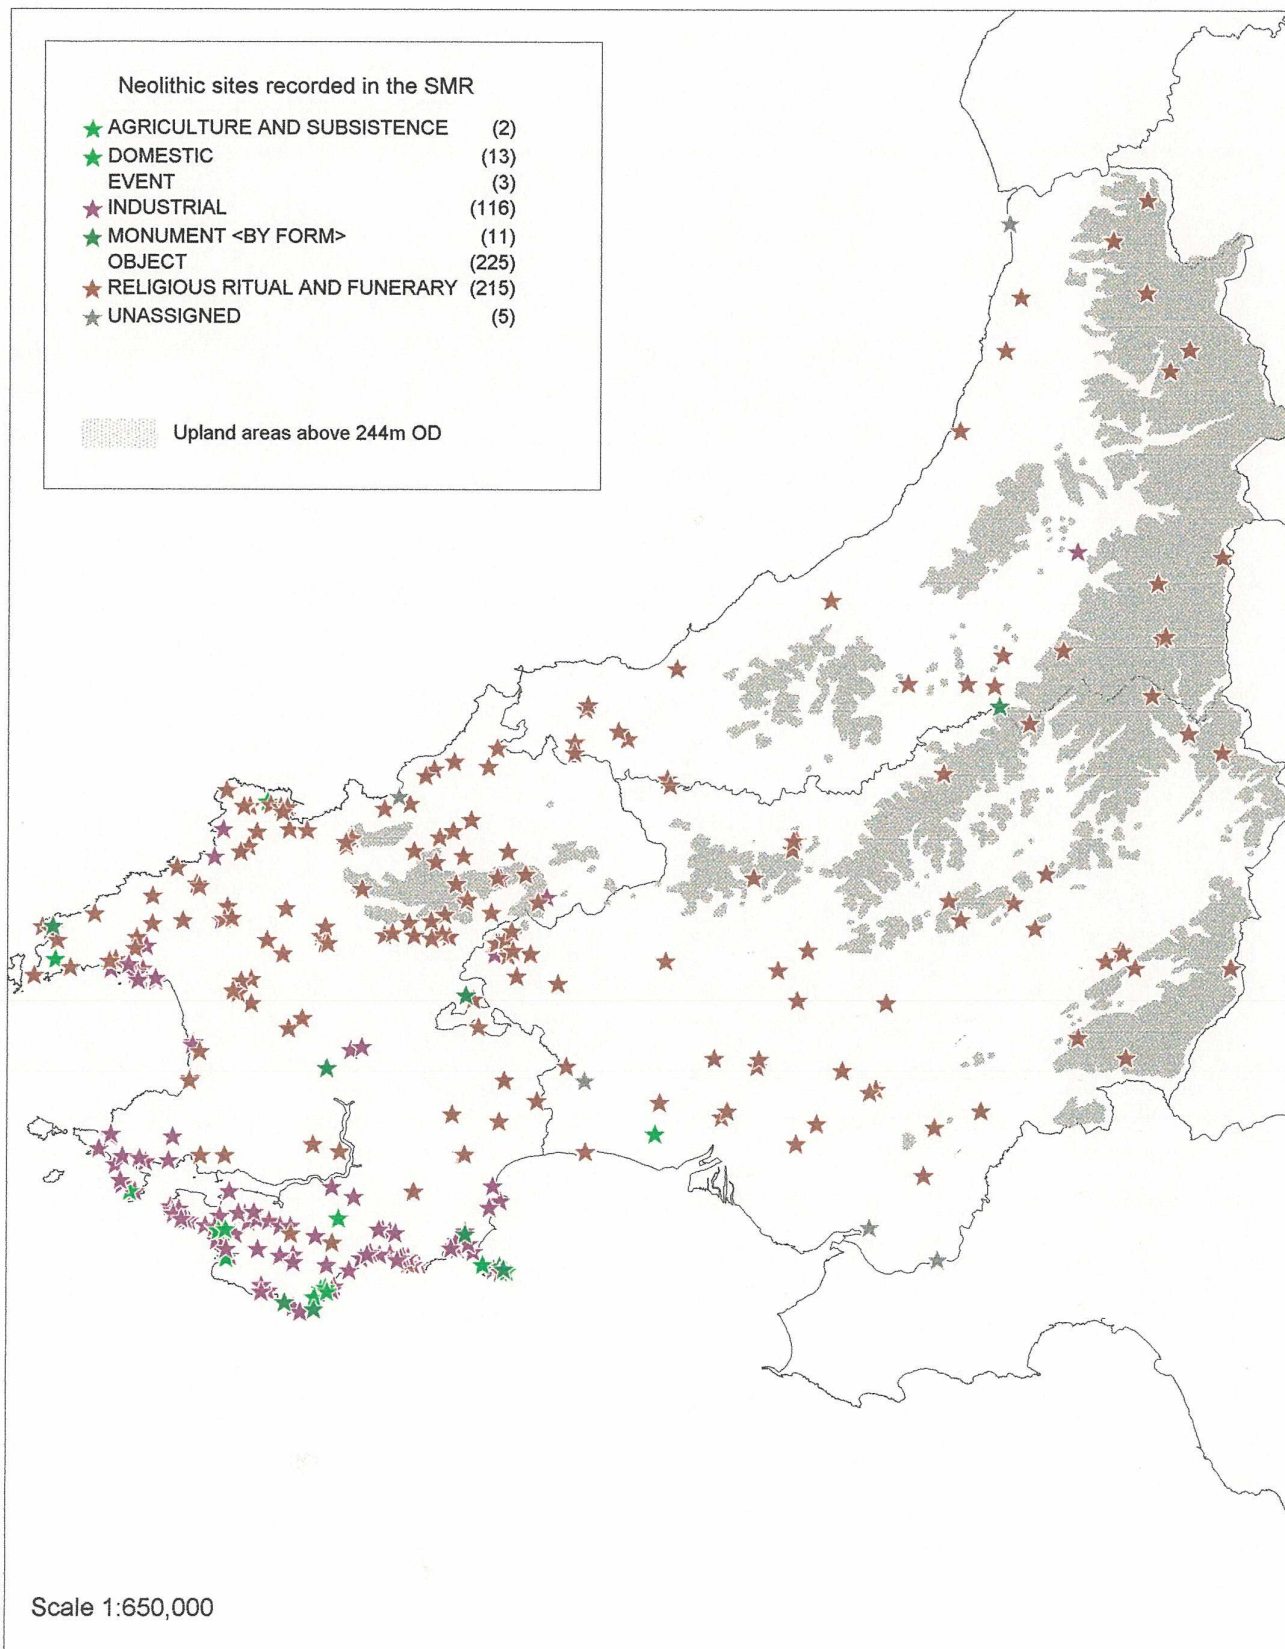 Neolithic sites recorded in the SMR
AGRICULTURE AND SUBSISTENCE (2)
DOMESTIC (13)
EVENT (3)
INDUSTRIAL (116)
MONUMENT <BY FORM> (11)
OBJECT (225)
RELIGIOUS RITUAL AND FUNERARY (215)
UNASSIGNED (5)
Upland areas above 244m OD
Scale 1:650,000